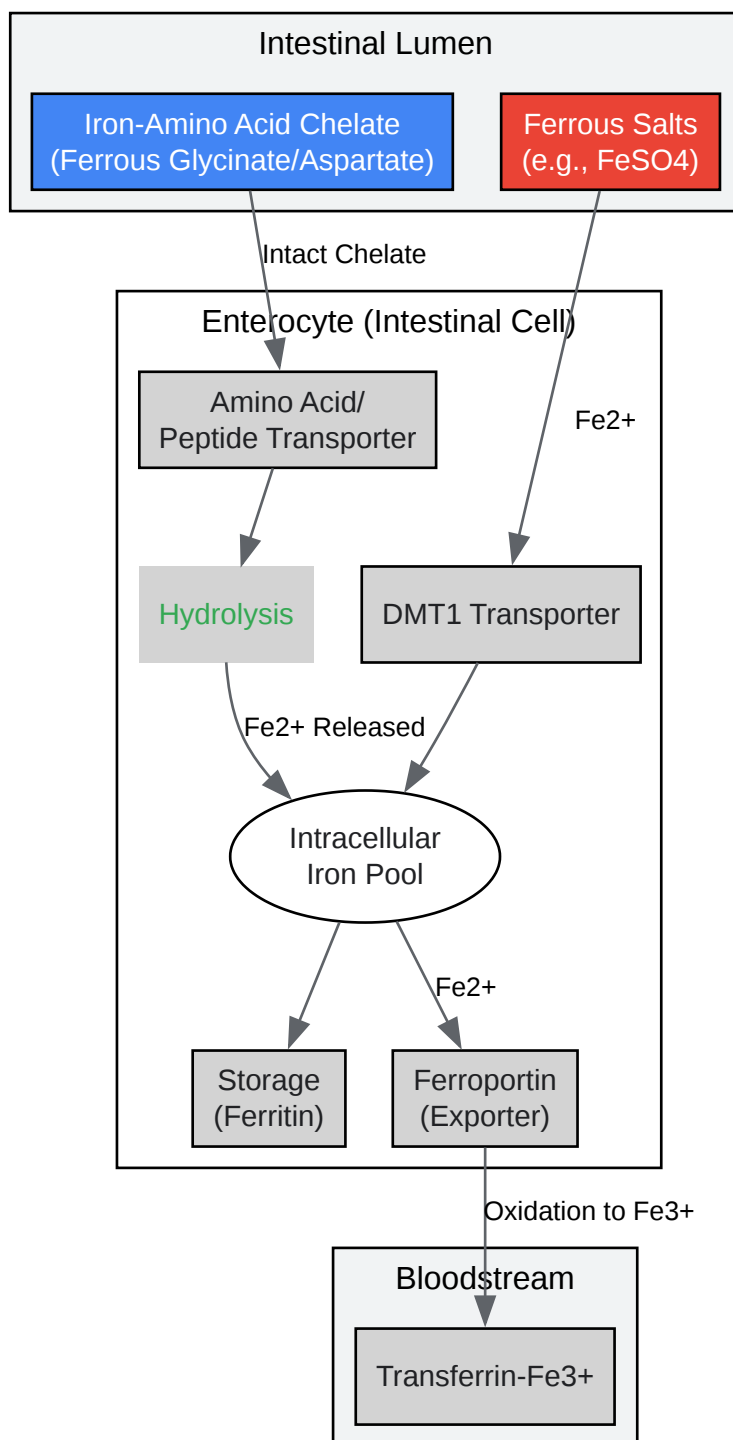 Intestinal Lumen
Iron-Amino Acid Chelate
(Ferrous Glycinate/Aspartate)
Ferrous Salts
(e.g., FeSO4)
Intact Chelate
Enterocyte (Intestinal Cell)
Amino Acid/
Peptide Transporter
Fe2+
Hydrolysis
DMT1 Transporter
Fe2+ Released
Intracellular
Iron Pool
Fe2+
Storage
(Ferritin)
Ferroportin
(Exporter)
Oxidation to Fe3+
Bloodstream
Transferrin-Fe3+